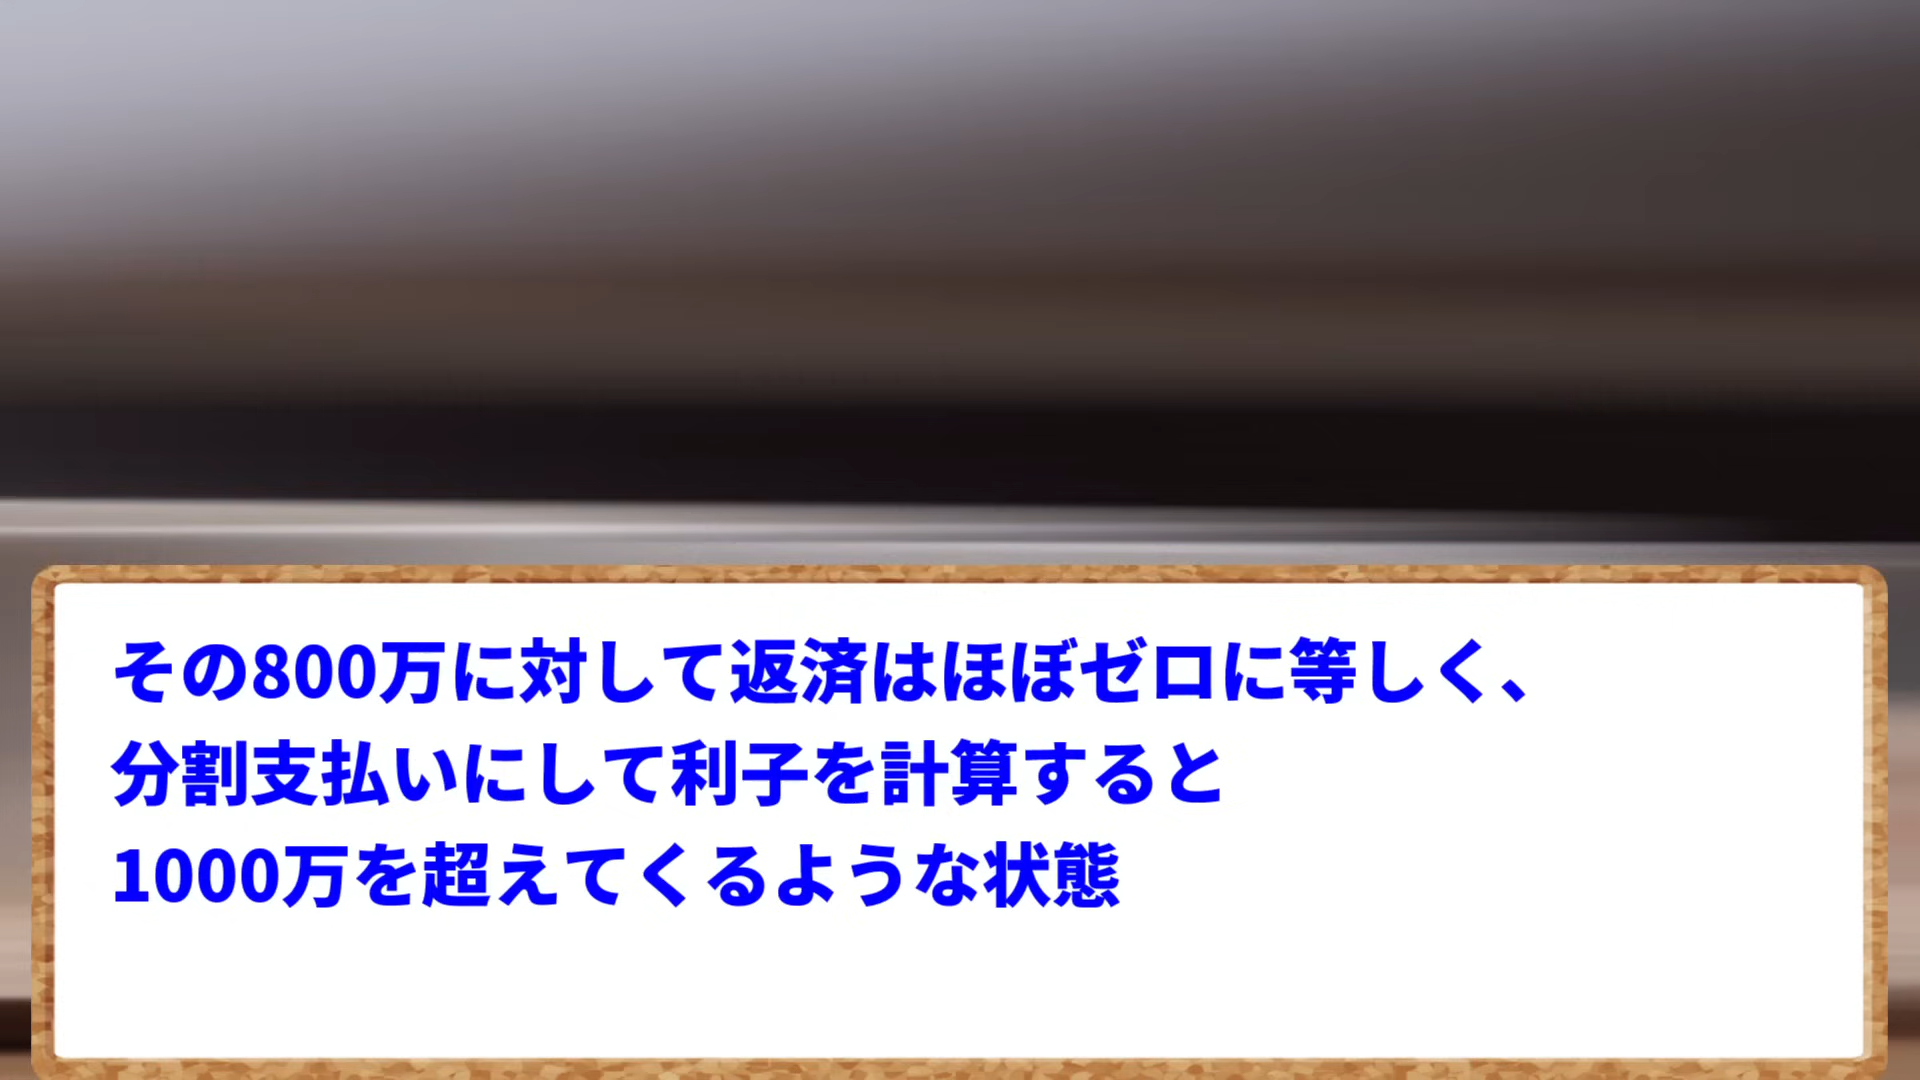 その800万に対して返済はほぼゼロに等しく、
分割支払いにして利子を計算すると
1000万を超えてくるような状態